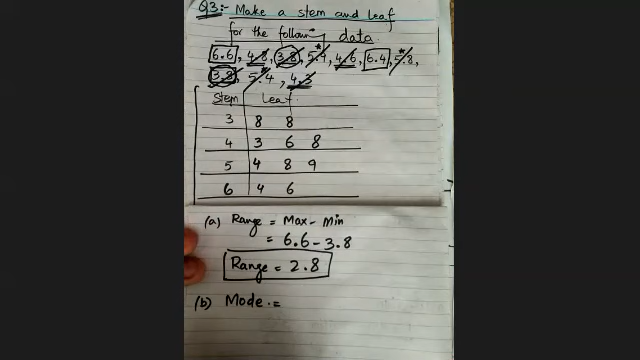 Q3:- Make a stem and leaf
for the following data.
6.6, 4.8, 3.8, 5.4, 4.6, 6.4, 5.8,
3.8, 5.4, 4.3
Stem Leaf
3 8 8
4 3 6 8
5 4 8 9
6 4 6
(a) Range = Max - Min
= 6.6 - 3.8
Range = 2.8
(b) Mode =